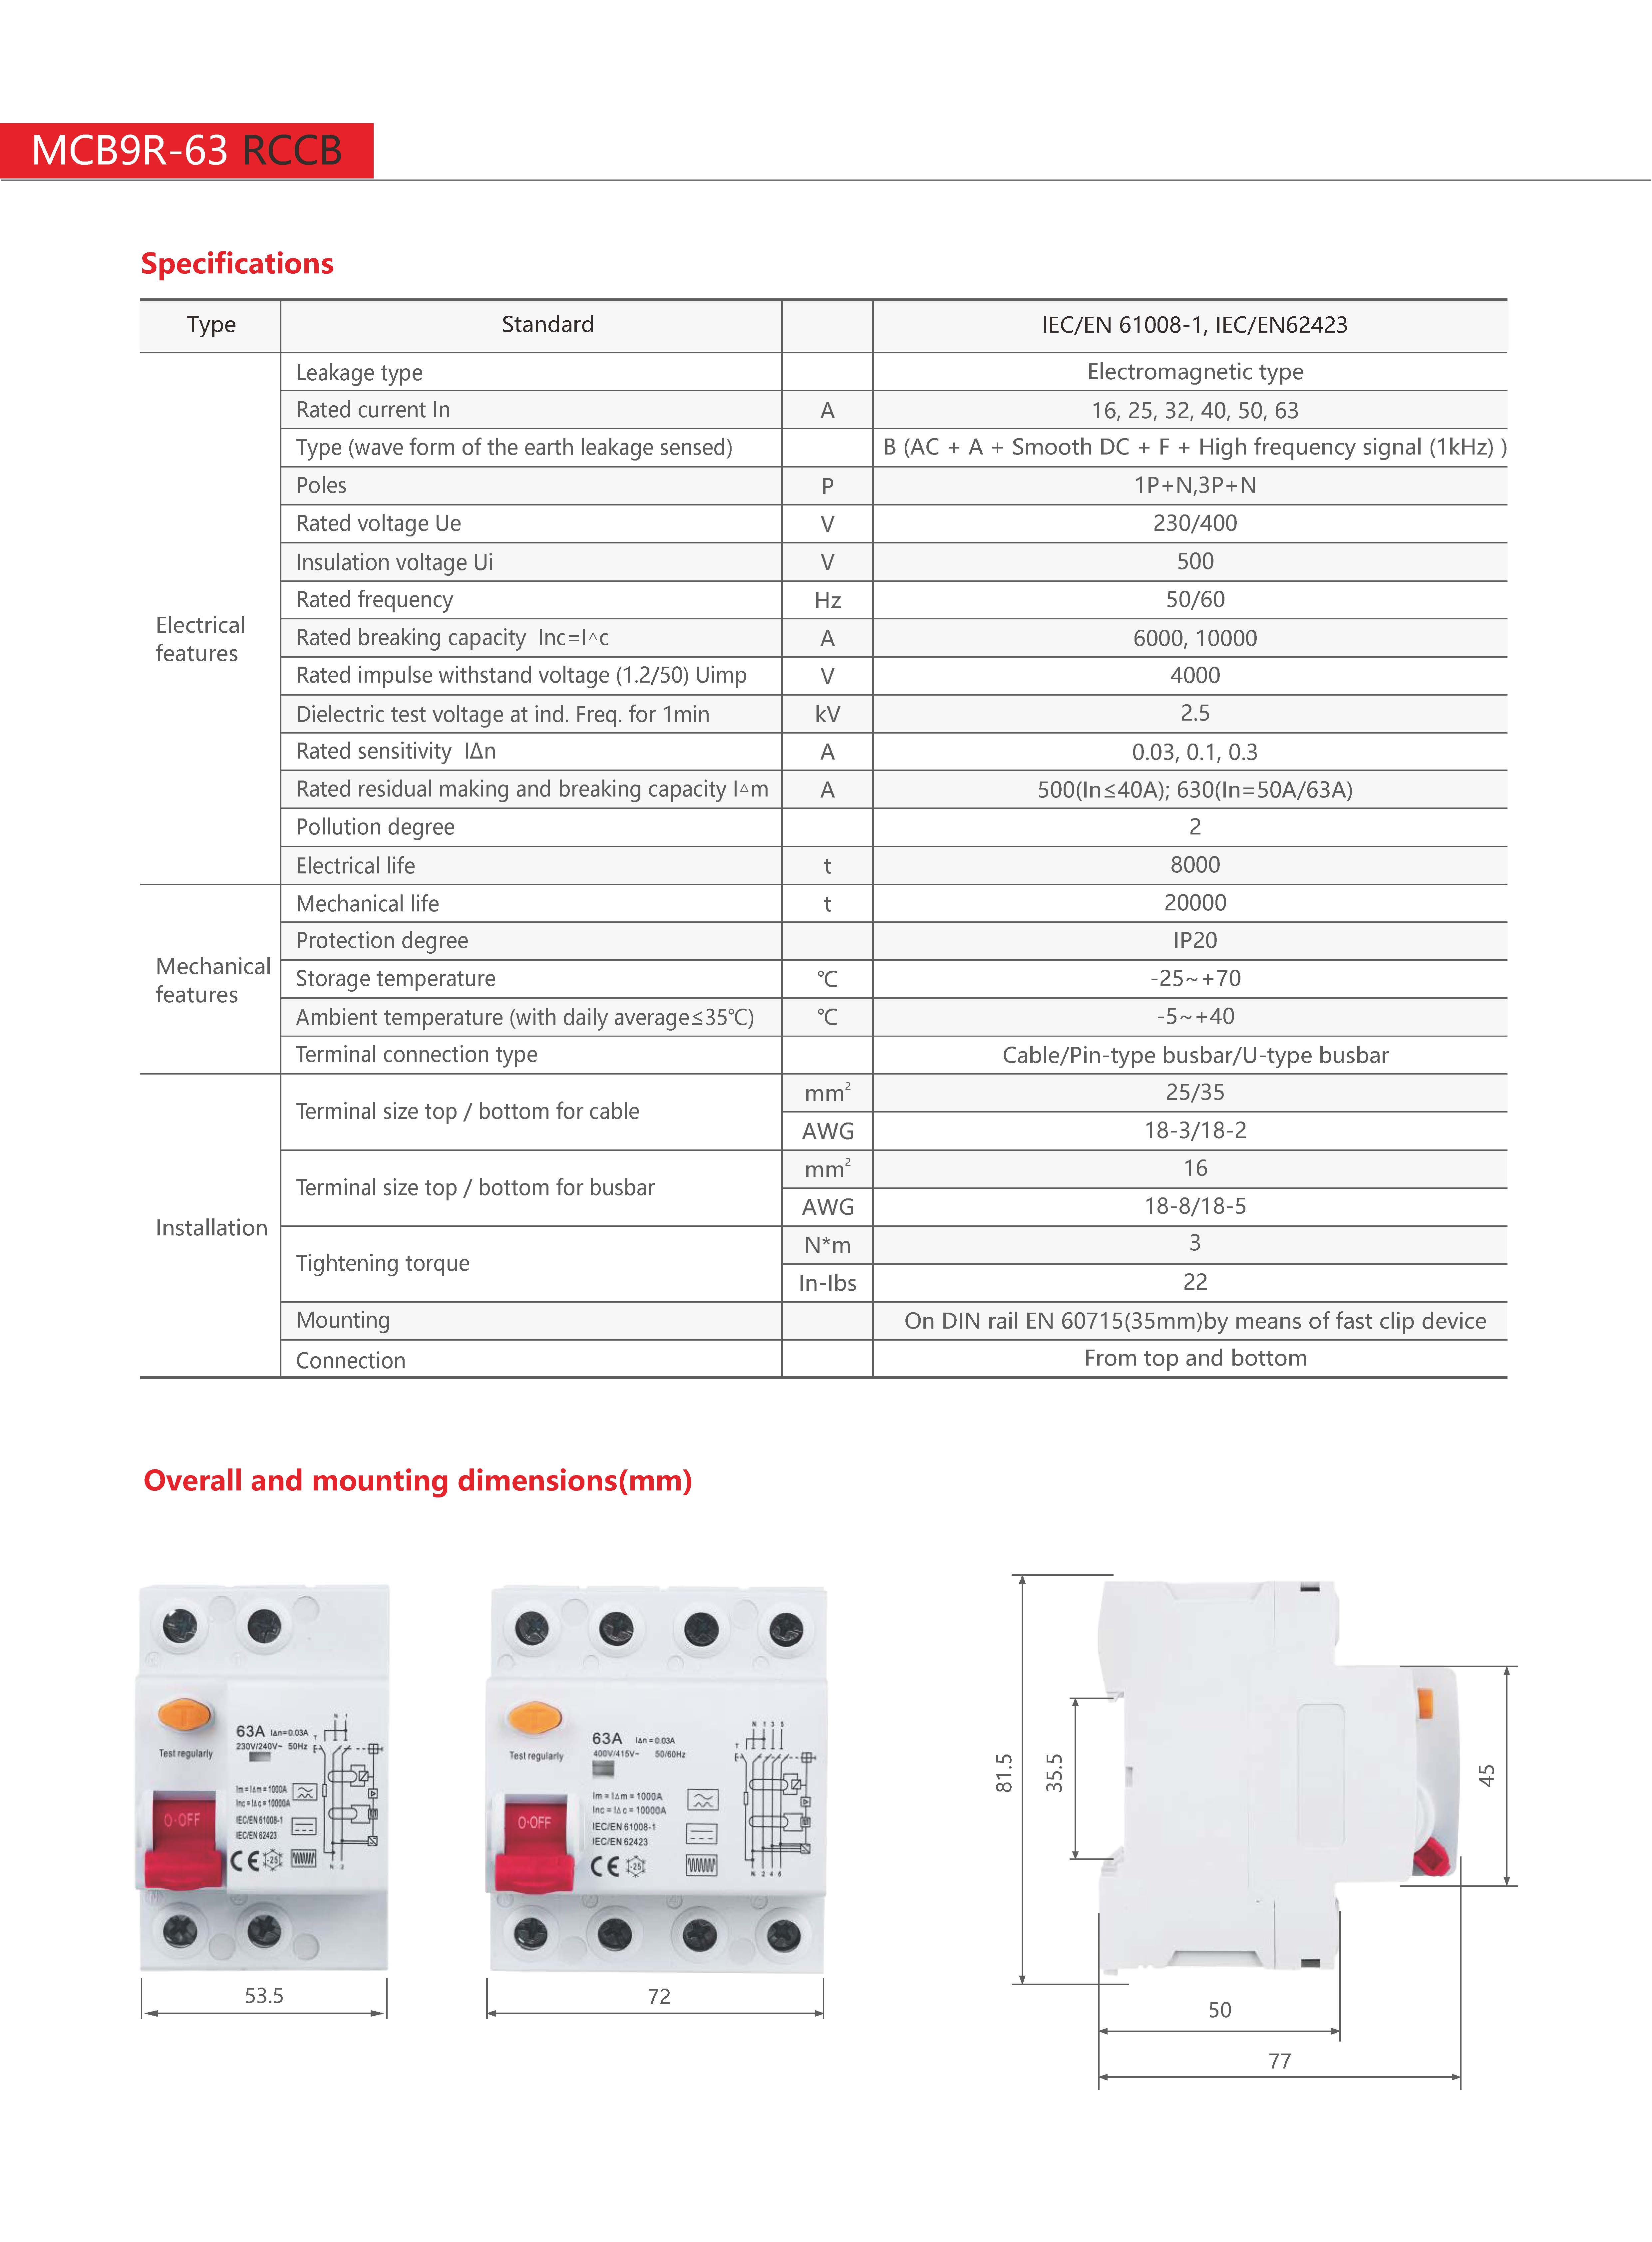 MCB9R-63 RCCB
Specifications
Type Standard IEC/EN 61008-1, IEC/EN62423
Electrical features
Leakage type Electromagnetic type
Rated current In A 16, 25, 32, 40, 50, 63
Type (wave form of the earth leakage sensed) B (AC + A + Smooth DC + F + High frequency signal (1kHz) )
Poles P 1P+N,3P+N
Rated voltage Ue V 230/400
Insulation voltage Ui V 500
Rated frequency Hz 50/60
Rated breaking capacity Inc=I△c A 6000, 10000
Rated impulse withstand voltage (1.2/50) Uimp V 4000
Dielectric test voltage at ind. Freq. for 1min kV 2.5
Rated sensitivity IΔn A 0.03, 0.1, 0.3
Rated residual making and breaking capacity I△m A 500(In≤40A); 630(In=50A/63A)
Pollution degree 2
Electrical life t 8000
Mechanical features
Mechanical life t 20000
Protection degree IP20
Storage temperature ℃ -25~+70
Ambient temperature (with daily average≤35℃) ℃ -5~+40
Terminal connection type Cable/Pin-type busbar/U-type busbar
Installation
Terminal size top / bottom for cable mm² 25/35
AWG 18-3/18-2
Terminal size top / bottom for busbar mm² 16
AWG 18-8/18-5
Tightening torque N*m 3
In-Ibs 22
Mounting On DIN rail EN 60715(35mm)by means of fast clip device
Connection From top and bottom
Overall and mounting dimensions(mm)
T
Test regularly
63A IΔn=0.03A
230V/240V~ 50Hz
Im=IΔm=1000A
Inc=IΔc=10000A
IEC/EN 61008-1
IEC/EN 62423
CE -25
O·OFF
N 1
T
N 2
53.5
T
Test regularly
63A IΔn=0.03A
400V/415V~ 50/60Hz
Im=IΔm=1000A
Inc=IΔc=10000A
IEC/EN 61008-1
IEC/EN 62423
CE -25
O·OFF
N 1 3 5
T
N 2 4 6
72
81.5
35.5
45
50
77